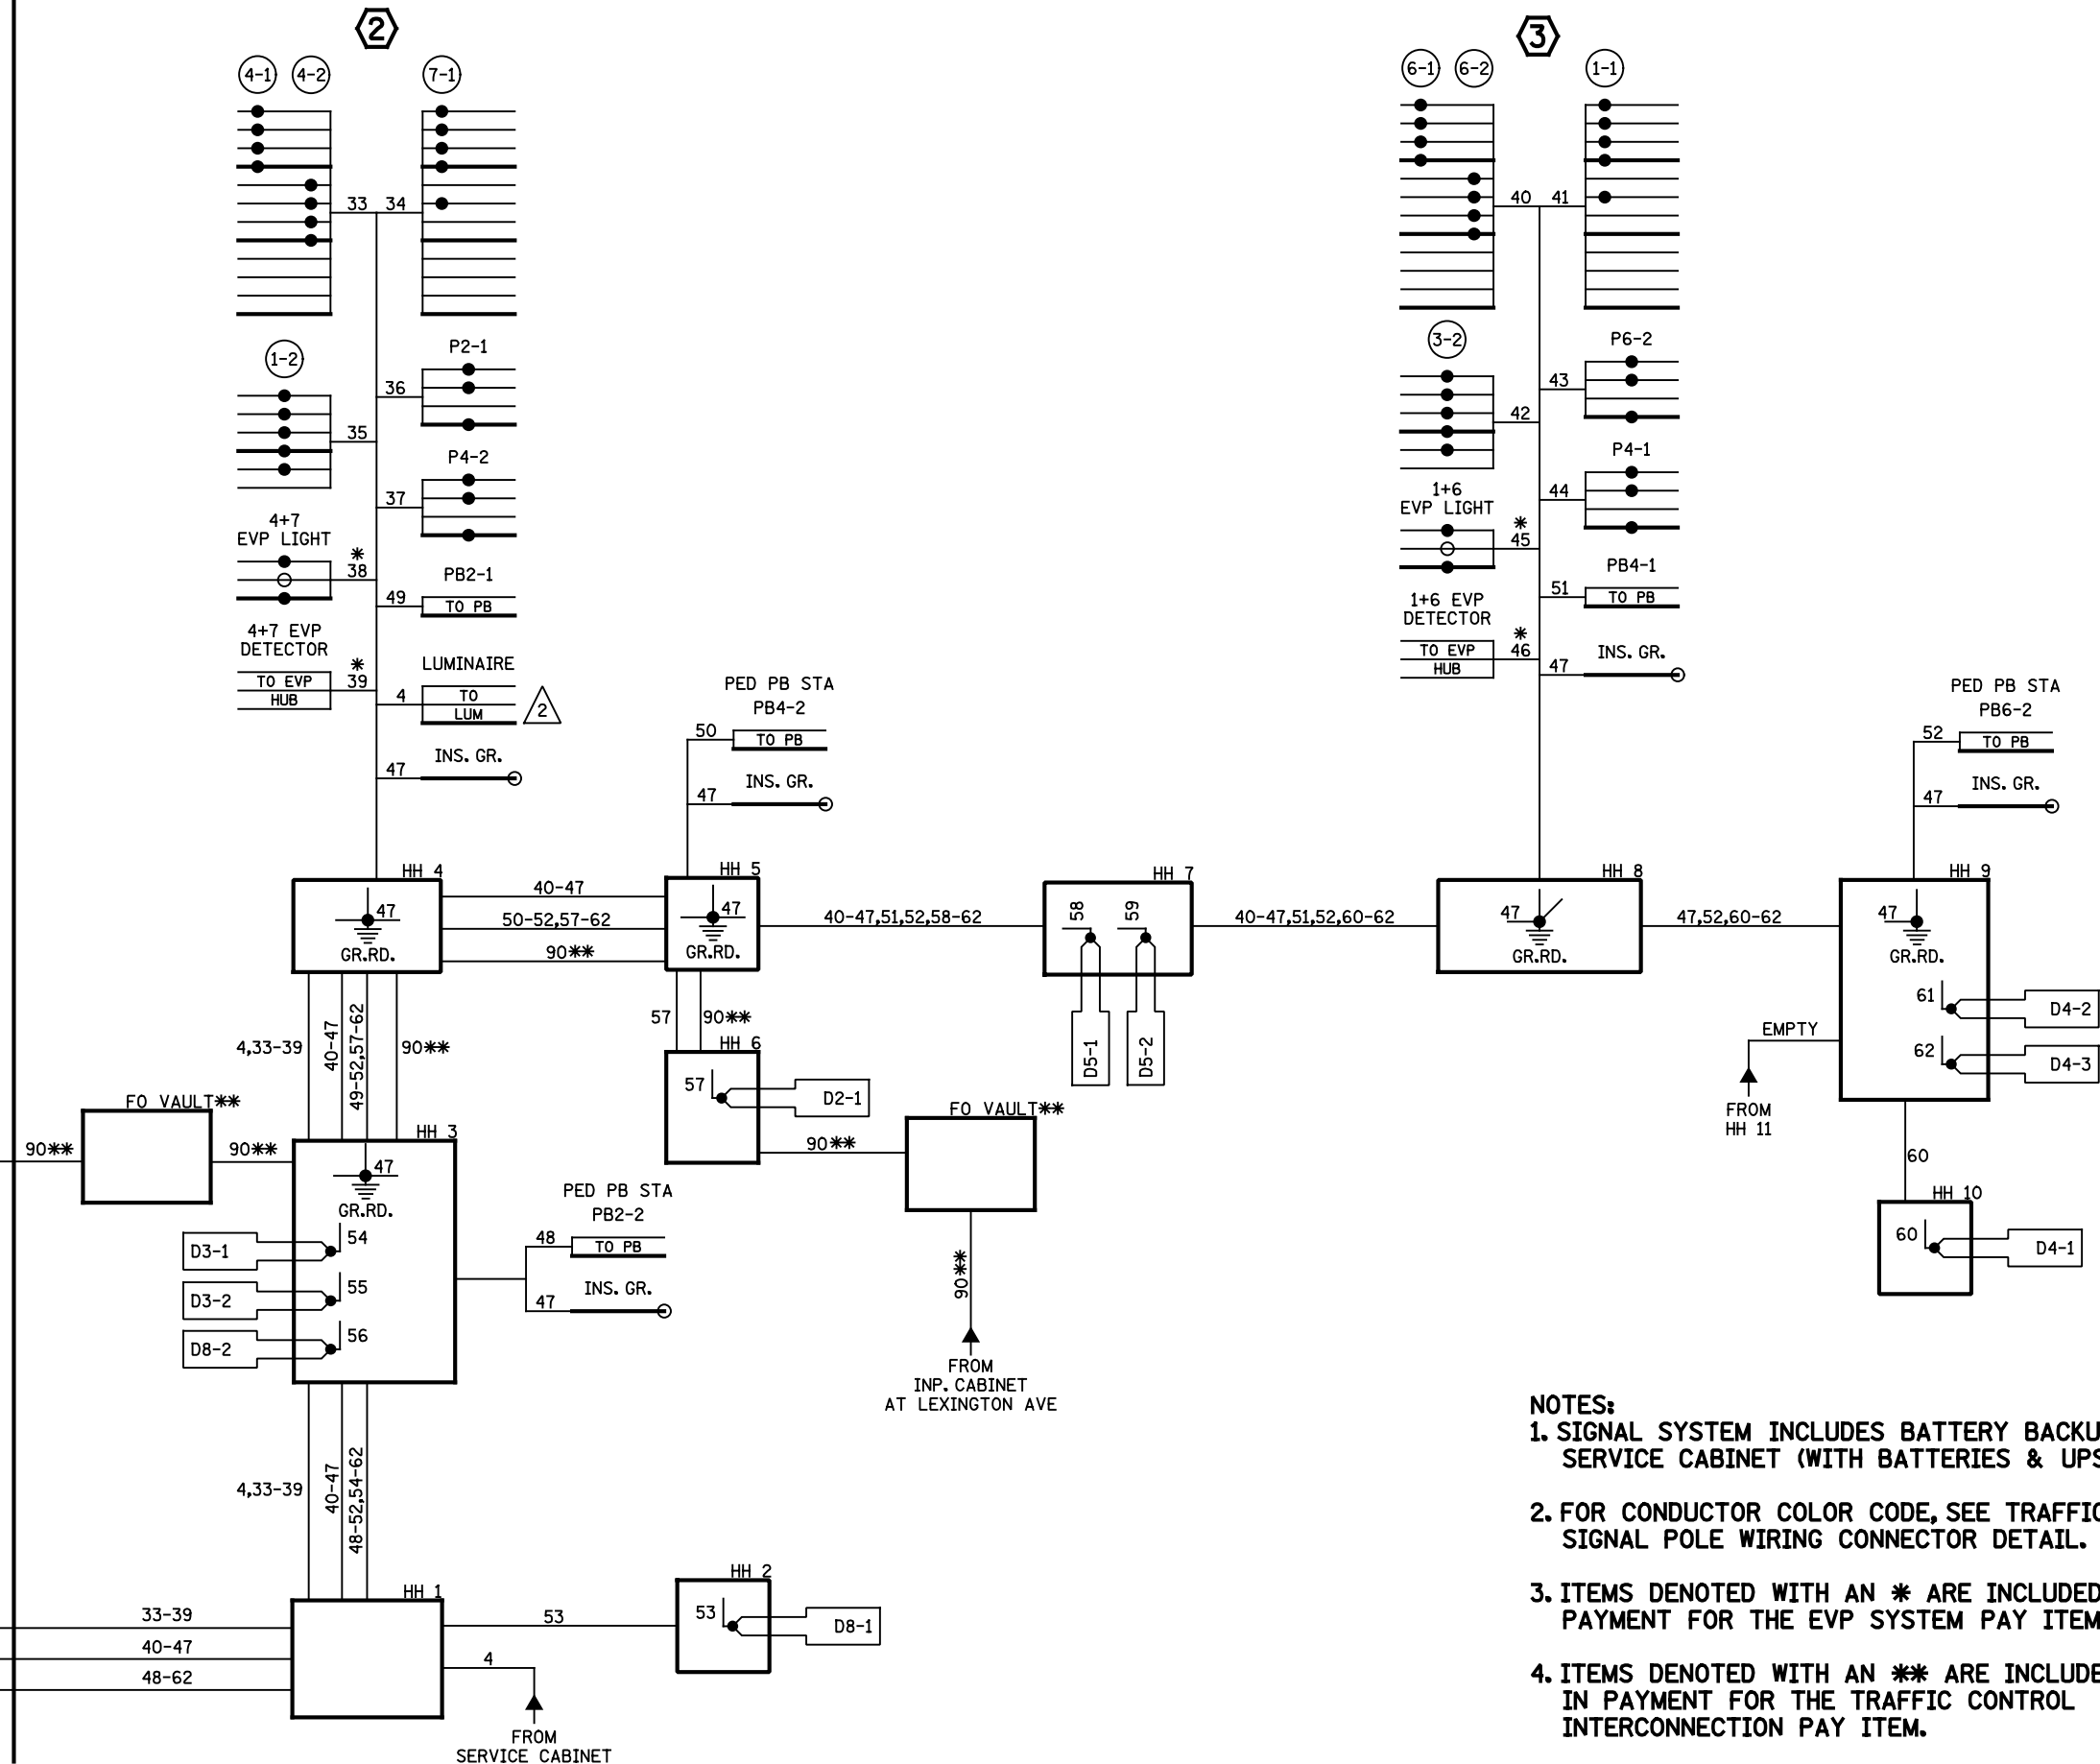 2
3
4-1 4-2 7-1
6-1 6-2 1-1
33 34
40 41
1-2
P2-1
36
35
P4-2
37
4+7
EVP LIGHT
*
38
PB2-1
49
TO PB
4+7 EVP
DETECTOR
*
39
TO EVP
HUB
LUMINAIRE
4
TO
LUM
2
INS. GR.
47
3-2
P6-2
43
42
P4-1
44
1+6
EVP LIGHT
*
45
PB4-1
51
TO PB
1+6 EVP
DETECTOR
*
46
TO EVP
HUB
INS. GR.
47
PED PB STA
PB4-2
50
TO PB
INS. GR.
47
PED PB STA
PB6-2
52
TO PB
INS. GR.
47
HH 4
47
GR.RD.
40-47
50-52,57-62
90**
HH 5
47
GR.RD.
40-47,51,52,58-62
HH 7
58
59
D5-1
D5-2
40-47,51,52,60-62
HH 8
47
GR.RD.
47,52,60-62
HH 9
47
GR.RD.
61
D4-2
62
D4-3
EMPTY
FROM
HH 11
60
HH 10
60
D4-1
4,33-39
40-47
49-52,57-62
90**
57
90**
HH 6
57
D2-1
90**
FO VAULT**
90**
FROM
INP. CABINET
AT LEXINGTON AVE
FO VAULT**
90**
90**
HH 3
47
GR.RD.
D3-1
54
D3-2
55
D8-2
56
PED PB STA
PB2-2
48
TO PB
INS. GR.
47
4,33-39
40-47
48-52,54-62
HH 1
33-39
40-47
48-62
53
HH 2
53
D8-1
4
FROM
SERVICE CABINET
NOTES:
1. SIGNAL SYSTEM INCLUDES BATTERY BACKU
SERVICE CABINET (WITH BATTERIES & UPS
2. FOR CONDUCTOR COLOR CODE, SEE TRAFFIC
SIGNAL POLE WIRING CONNECTOR DETAIL.
3. ITEMS DENOTED WITH AN * ARE INCLUDED
PAYMENT FOR THE EVP SYSTEM PAY ITEM
4. ITEMS DENOTED WITH AN ** ARE INCLUDE
IN PAYMENT FOR THE TRAFFIC CONTROL
INTERCONNECTION PAY ITEM.